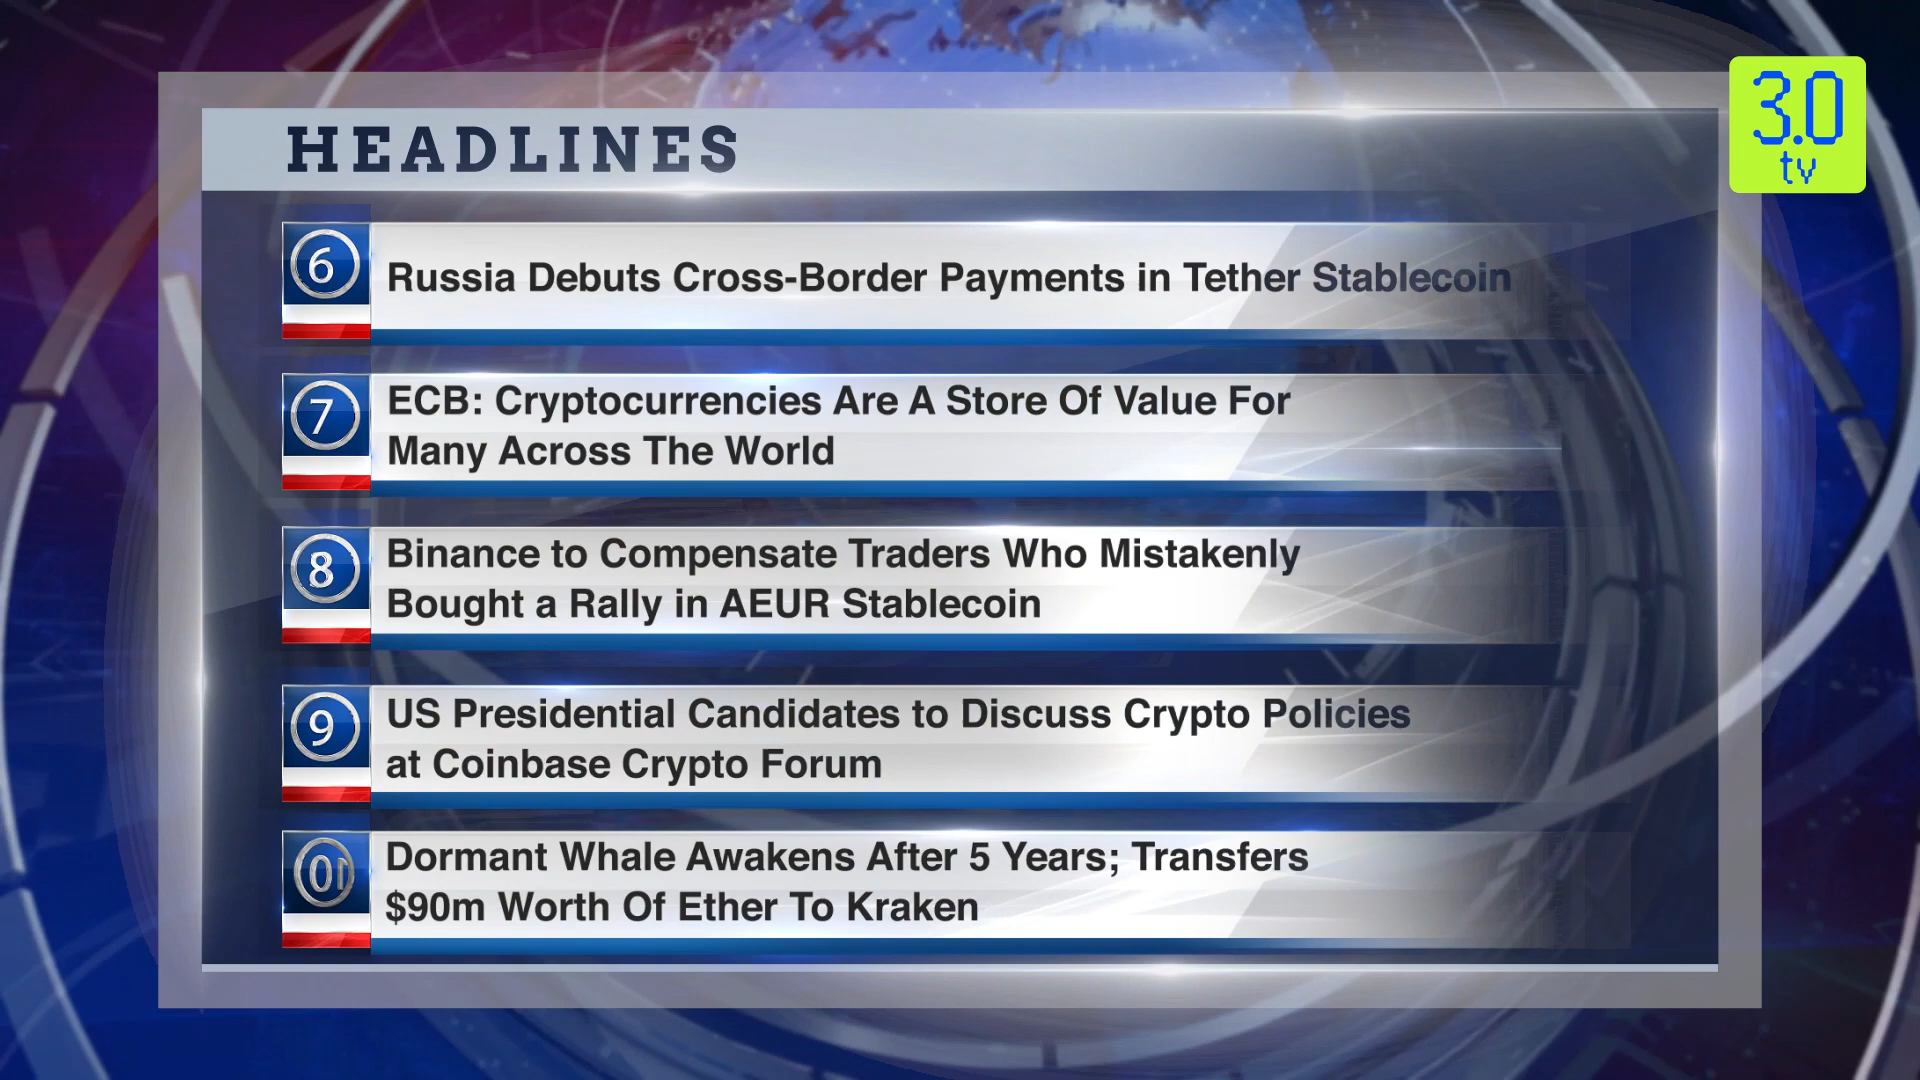 HEADLINES
3.0
tv
6
Russia Debuts Cross-Border Payments in Tether Stablecoin
7
ECB: Cryptocurrencies Are A Store Of Value For
Many Across The World
8
Binance to Compensate Traders Who Mistakenly
Bought a Rally in AEUR Stablecoin
9
US Presidential Candidates to Discuss Crypto Policies
at Coinbase Crypto Forum
10
Dormant Whale Awakens After 5 Years; Transfers
$90m Worth Of Ether To Kraken